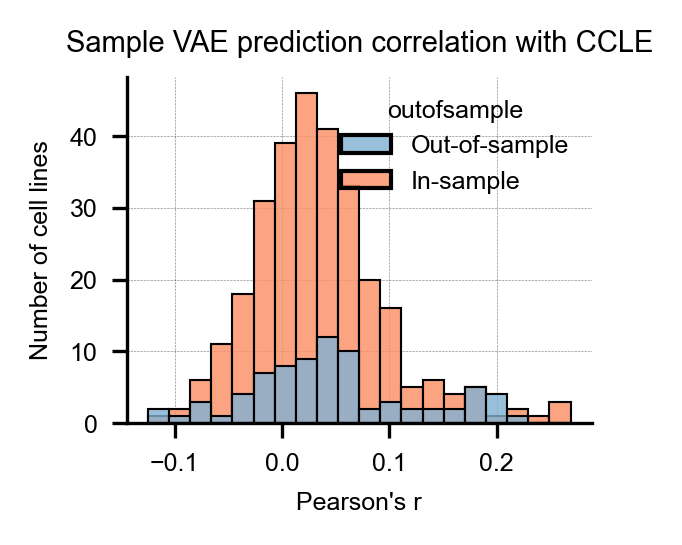 Sample VAE prediction correlation with CCLE
outofsample
Out-of-sample
In-sample
Number of cell lines
40
30
20
10
0
−0.1
0.0
0.1
0.2
Pearson's r